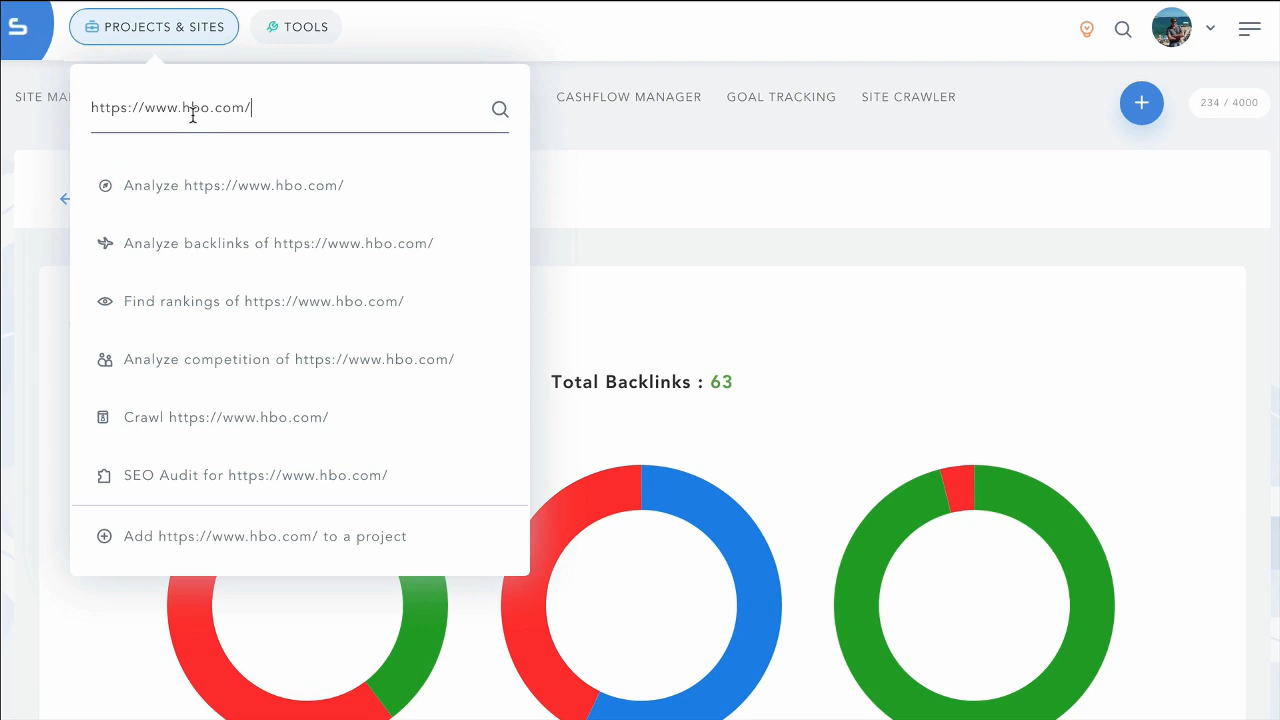 S
PROJECTS & SITES
TOOLS
SITE MA
CASHFLOW MANAGER
GOAL TRACKING
SITE CRAWLER
+
234 / 4000
https://www.hbo.com/
Analyze https://www.hbo.com/
Analyze backlinks of https://www.hbo.com/
Find rankings of https://www.hbo.com/
Analyze competition of https://www.hbo.com/
Crawl https://www.hbo.com/
SEO Audit for https://www.hbo.com/
Add https://www.hbo.com/ to a project
Total Backlinks : 63